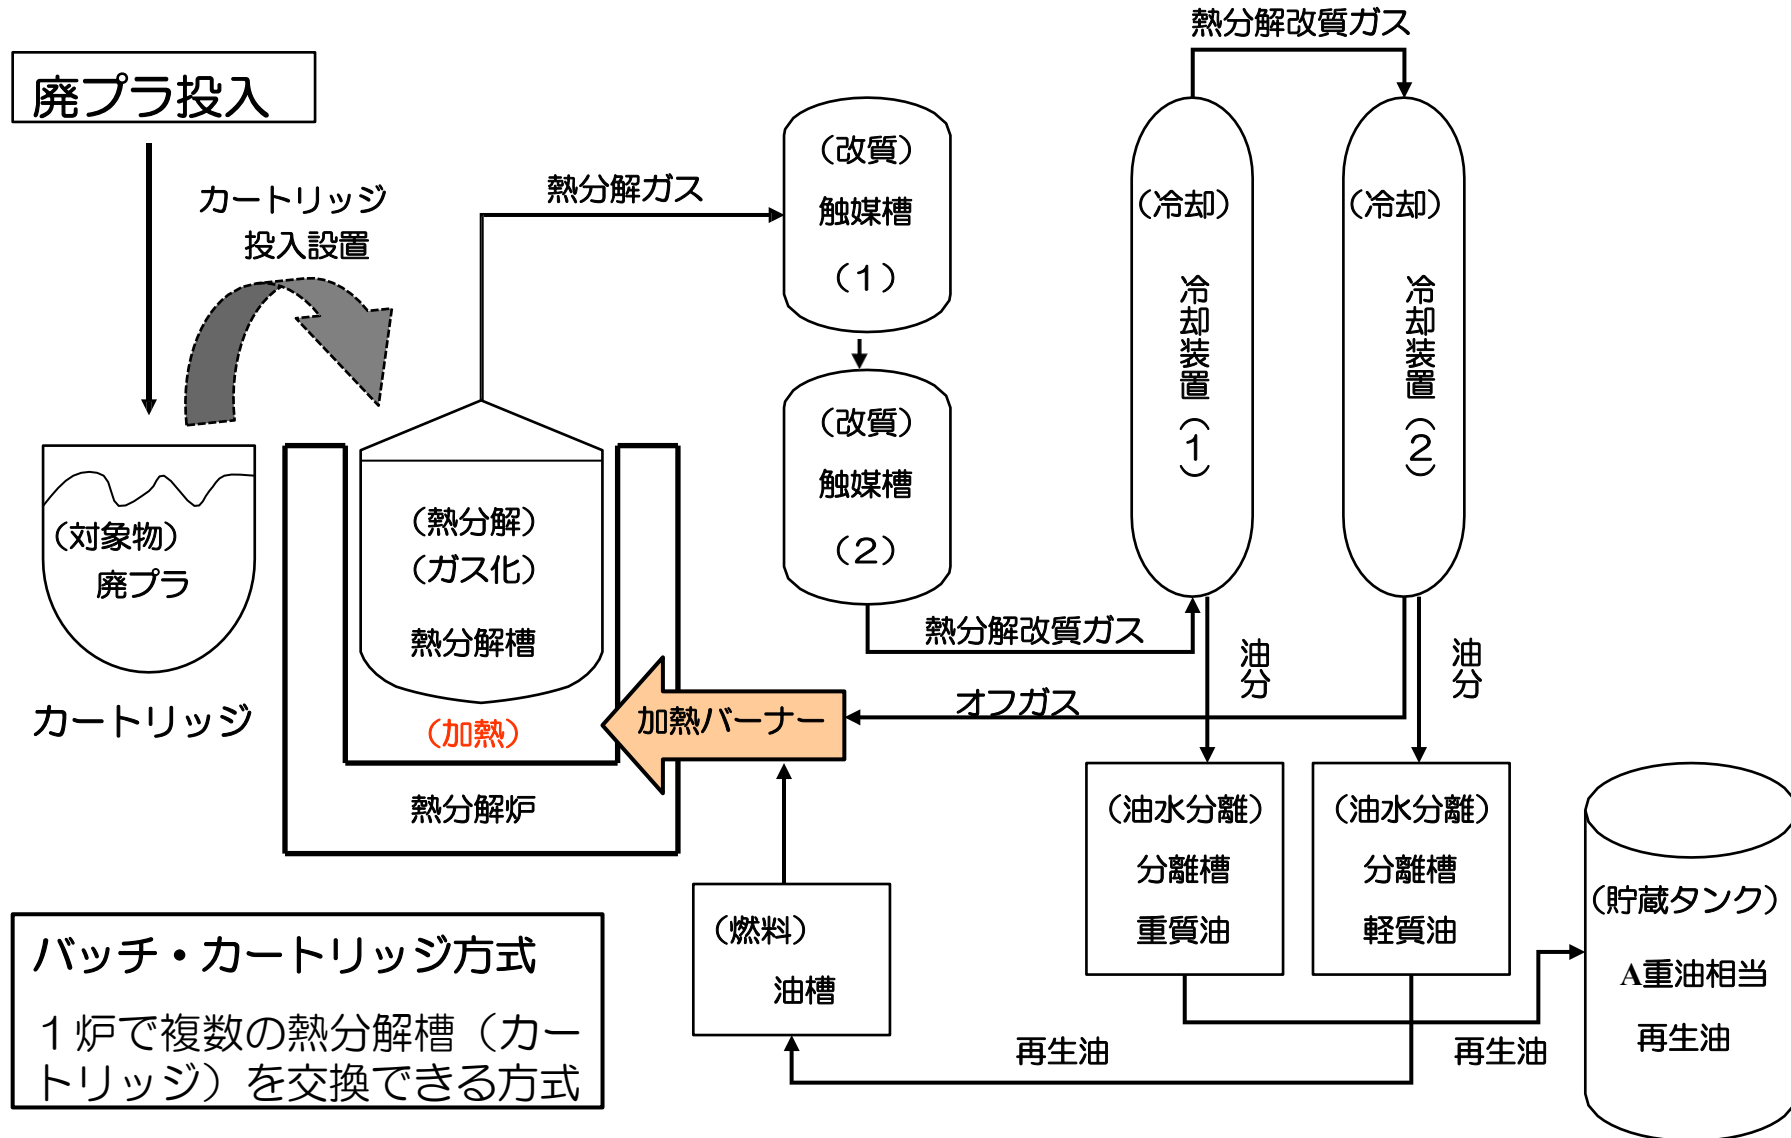 熱分解改質ガス
廃プラ投入
カートリッジ
投入設置
熱分解ガス
（改質）
触媒槽
（１）
（冷却）
冷却装置（１）
（冷却）
冷却装置（２）
（改質）
触媒槽
（２）
（対象物）
廃プラ
カートリッジ
（熱分解）
（ガス化）
熱分解槽
（加熱）
加熱バーナー
熱分解炉
熱分解改質ガス
油分
油分
オフガス
（油水分離）
分離槽
重質油
（油水分離）
分離槽
軽質油
（貯蔵タンク）
A重油相当
再生油
（燃料）
油槽
再生油
再生油
バッチ・カートリッジ方式
１炉で複数の熱分解槽（カー
トリッジ）を交換できる方式